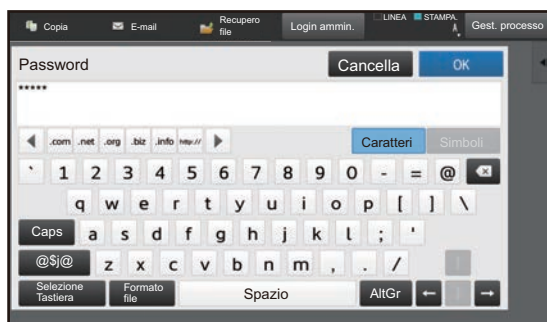 Copia E-mail Recupero file Login ammin. LINEA STAMPA. Gest. processo
Password Cancella OK
*****
.com .net .org .biz .info http:// Caratteri Simboli
` 1 2 3 4 5 6 7 8 9 0 - = @
q w e r t y u i o p [ ] \
Caps a s d f g h j k l ; '
@$j@ z x c v b n m , . /
Selezione Tastiera Formato file Spazio AltGr ← ↓ →